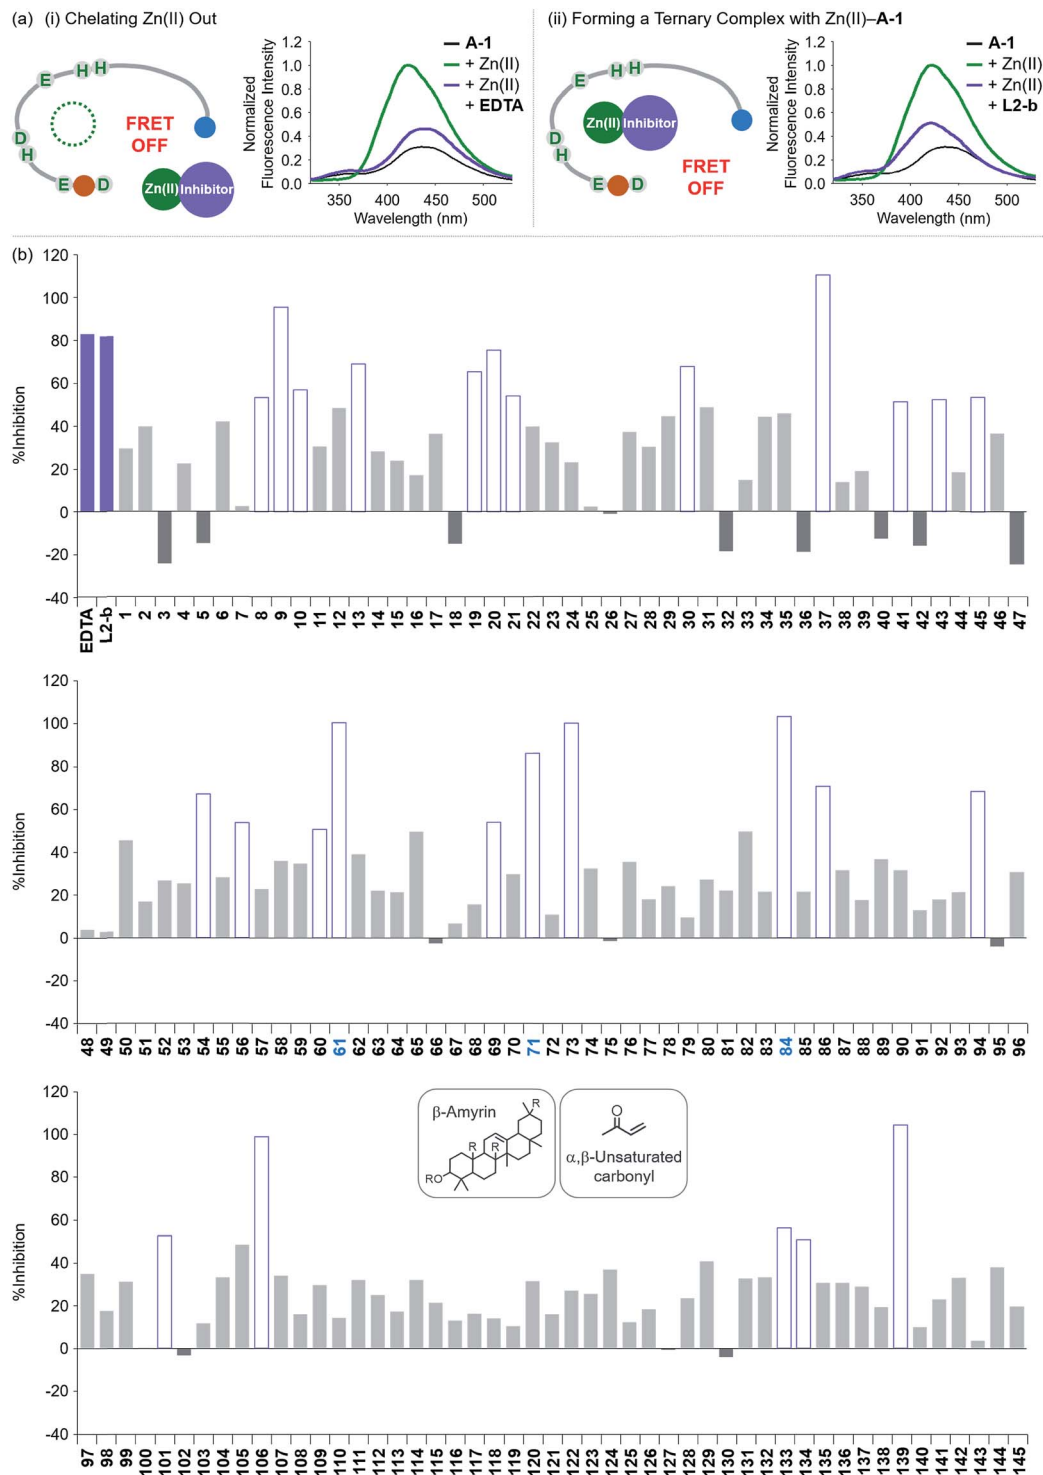 (a) (i) Chelating Zn(II) Out
(ii) Forming a Ternary Complex with Zn(II)–A-1
E H H
D
H
E D
FRET
OFF
Zn(II) Inhibitor
Normalized
Fluorescence Intensity
1.2
1.0
0.8
0.6
0.4
0.2
0.0
350 400 450 500
Wavelength (nm)
A-1
+ Zn(II)
+ Zn(II)
+ EDTA
E H H
D
H
E D
Zn(II) Inhibitor
FRET
OFF
Normalized
Fluorescence Intensity
1.2
1.0
0.8
0.6
0.4
0.2
0.0
350 400 450 500
Wavelength (nm)
A-1
+ Zn(II)
+ Zn(II)
+ L2-b
(b)
%Inhibition
120
100
80
60
40
20
0
-20
-40
EDTA L2-b 1 2 3 4 5 6 7 8 9 10 11 12 13 14 15 16 17 18 19 20 21 22 23 24 25 26 27 28 29 30 31 32 33 34 35 36 37 38 39 40 41 42 43 44 45 46 47
%Inhibition
120
100
80
60
40
20
0
-20
-40
48 49 50 51 52 53 54 55 56 57 58 59 60 61 62 63 64 65 66 67 68 69 70 71 72 73 74 75 76 77 78 79 80 81 82 83 84 85 86 87 88 89 90 91 92 93 94 95 96
%Inhibition
120
100
80
60
40
20
0
-20
-40
β-Amyrin
R
R
R
RO
O
α,β-Unsaturated
carbonyl
97 98 99 100 101 102 103 104 105 106 107 108 109 110 111 112 113 114 115 116 117 118 119 120 121 122 123 124 125 126 127 128 129 130 131 132 133 134 135 136 137 138 139 140 141 142 143 144 145